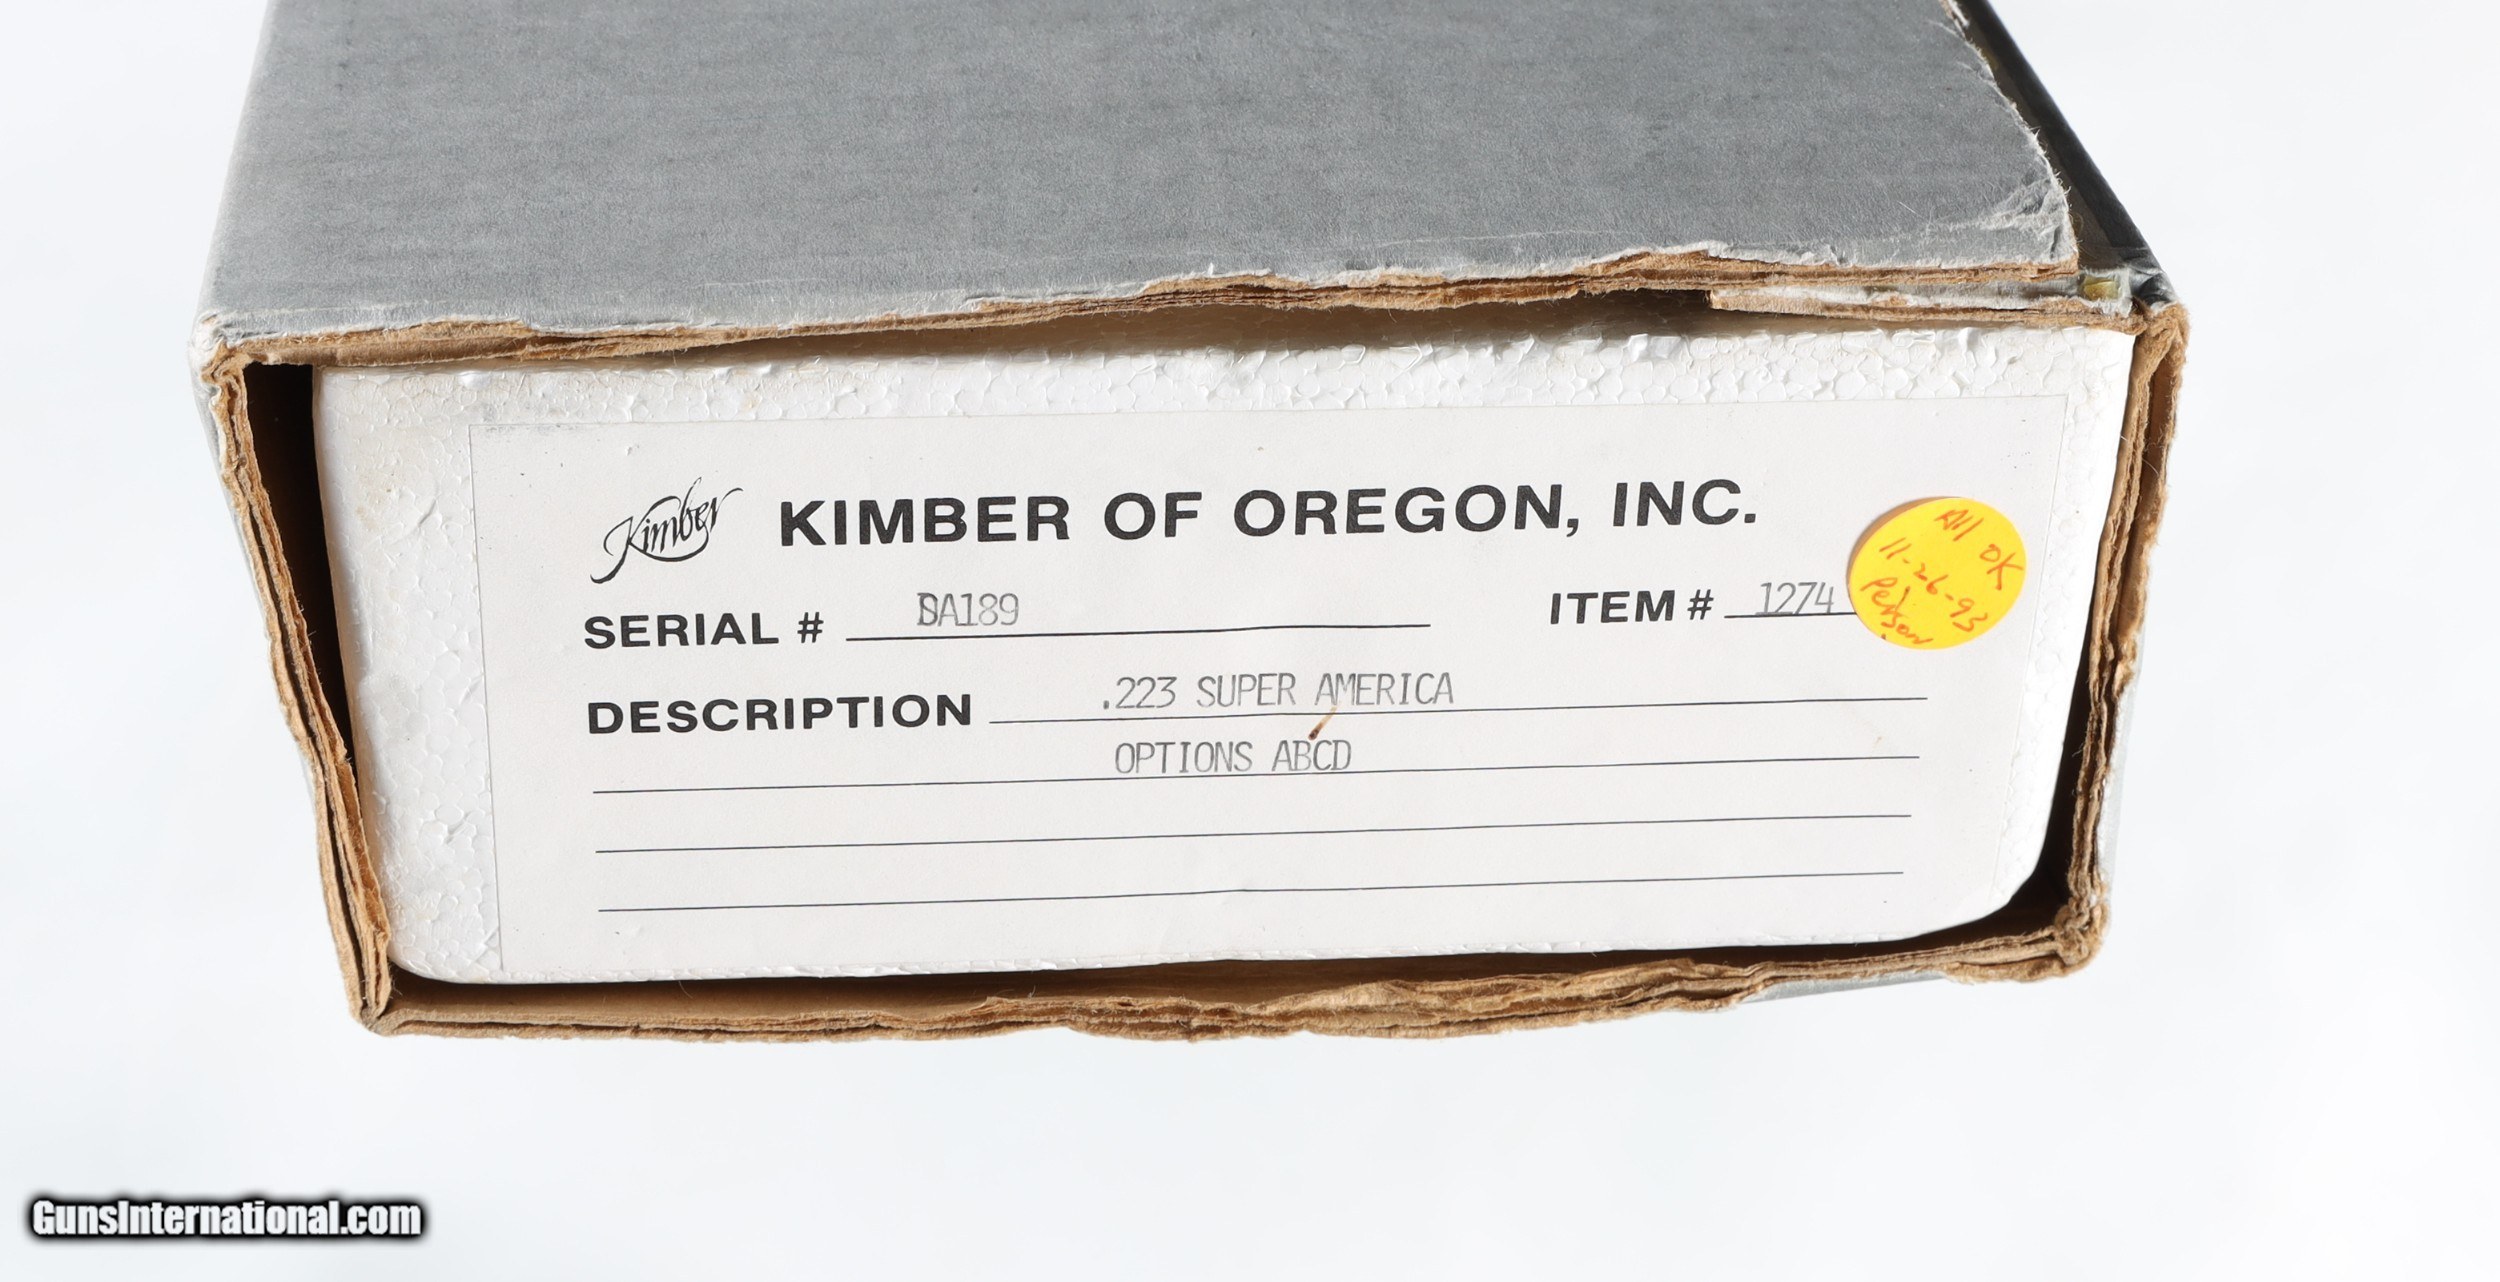 Kimber KIMBER OF OREGON, INC.
SERIAL # SA189 ITEM # 1274
DESCRIPTION .223 SUPER AMERICA
OPTIONS ABCD
All OK
11-26-93
GunsInternational.com